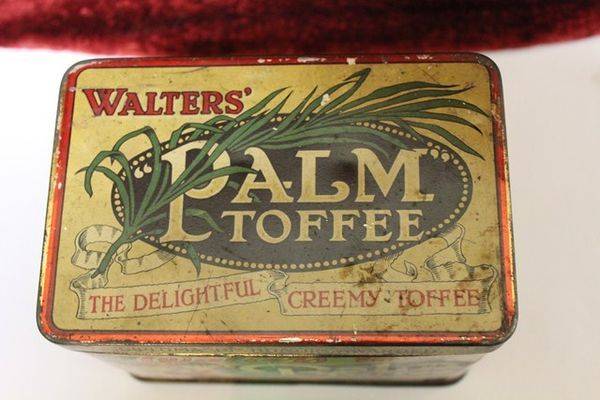 WALTERS'
"PALM"
TOFFEE
THE DELIGHTFUL CREEMY TOFFEE